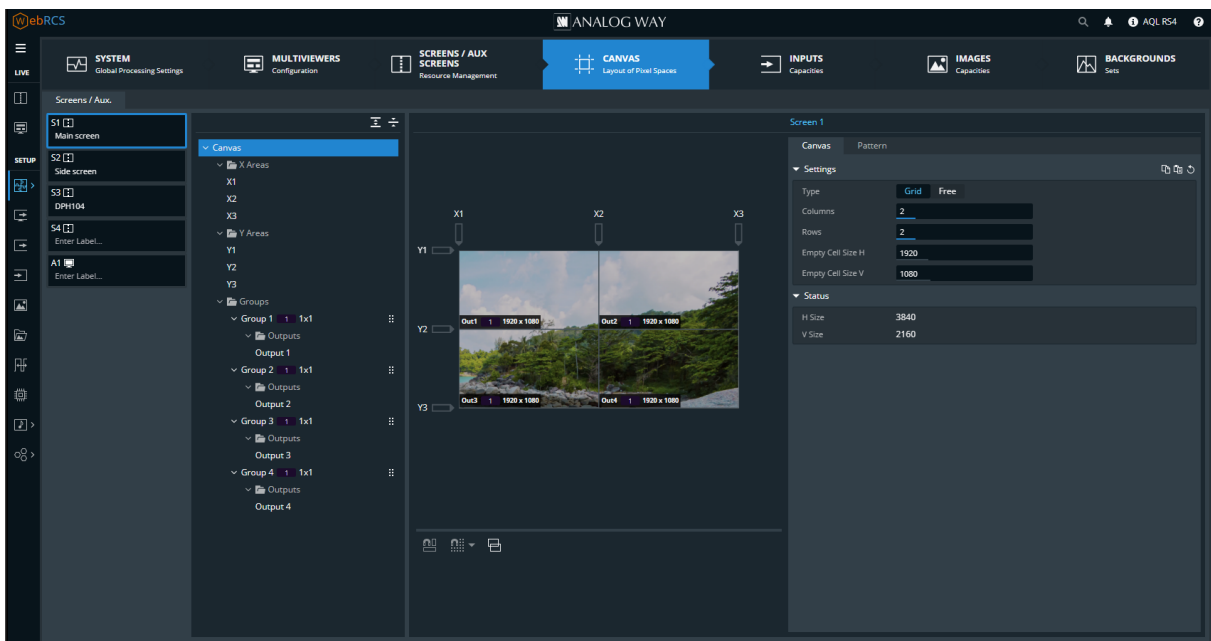 WebRCS
ANALOG WAY
AQL RS4
LIVE
SETUP
SYSTEM
Global Processing Settings
MULTIVIEWERS
Configuration
SCREENS / AUX
SCREENS
Resource Management
CANVAS
Layout of Pixel Spaces
INPUTS
Capacities
IMAGES
Capacities
BACKGROUNDS
Sets
Screens / Aux.
S1
Main screen
S2
Side screen
S3
DPH104
S4
Enter Label...
A1
Enter Label...
Canvas
X Areas
X1
X2
X3
Y Areas
Y1
Y2
Y3
Groups
Group 1 1 1x1
Outputs
Output 1
Group 2 1 1x1
Outputs
Output 2
Group 3 1 1x1
Outputs
Output 3
Group 4 1 1x1
Outputs
Output 4
X1 X2 X3
Y1
Out1 1 1920 x 1080 Out2 1 1920 x 1080
Y2
Out3 1 1920 x 1080 Out4 1 1920 x 1080
Y3
Screen 1
Canvas Pattern
Settings
Type Grid Free
Columns 2
Rows 2
Empty Cell Size H 1920
Empty Cell Size V 1080
Status
H Size 3840
V Size 2160